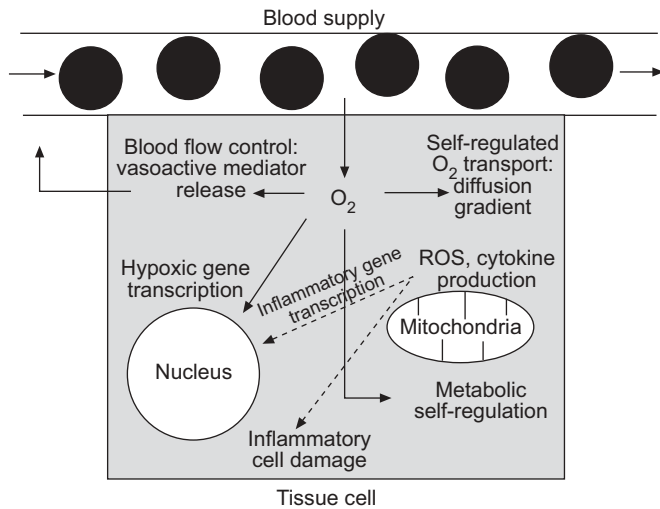 Blood supply
Blood flow control:
vasoactive mediator
release
Self-regulated
O2 transport:
diffusion
gradient
O2
Hypoxic gene
transcription
Inflammatory gene
transcription
ROS, cytokine
production
Mitochondria
Nucleus
Metabolic
self-regulation
Inflammatory
cell damage
Tissue cell